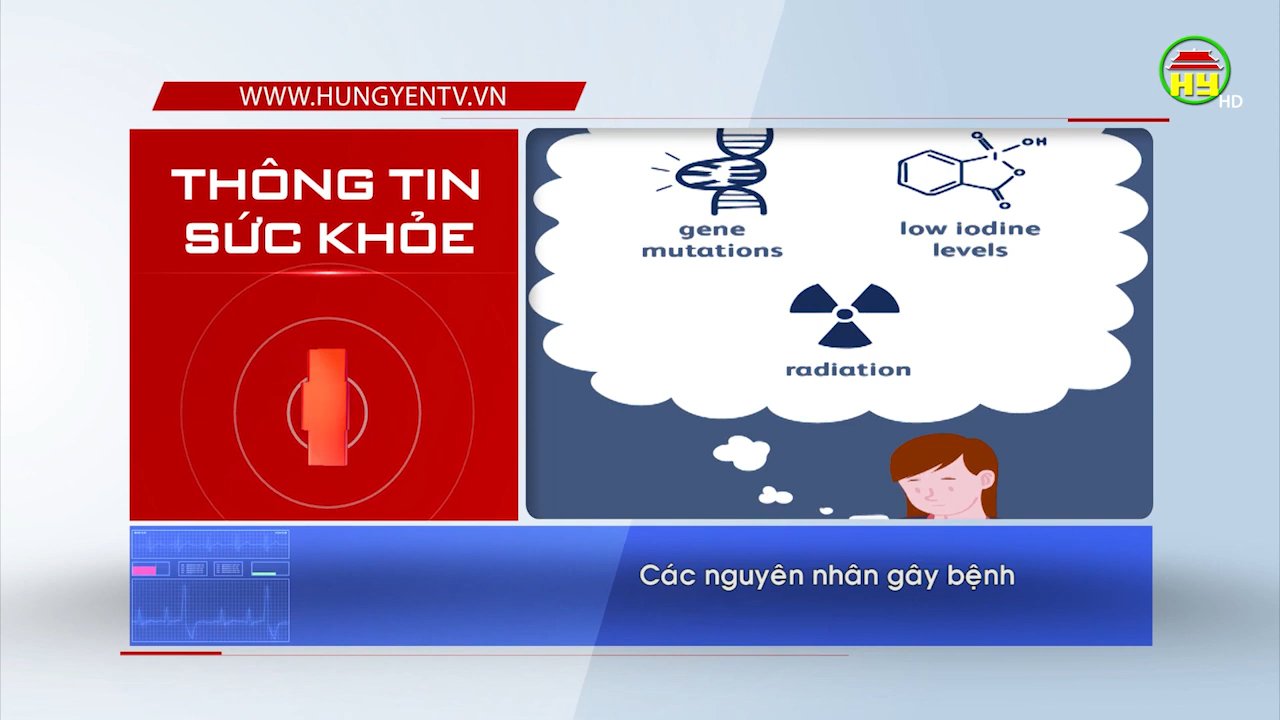 WWW.HUNGYENTV.VN
HY
HD
THÔNG TIN
SỨC KHỎE
OH
I
O
O
O
gene
mutations
low iodine
levels
radiation
Các nguyên nhân gây bệnh